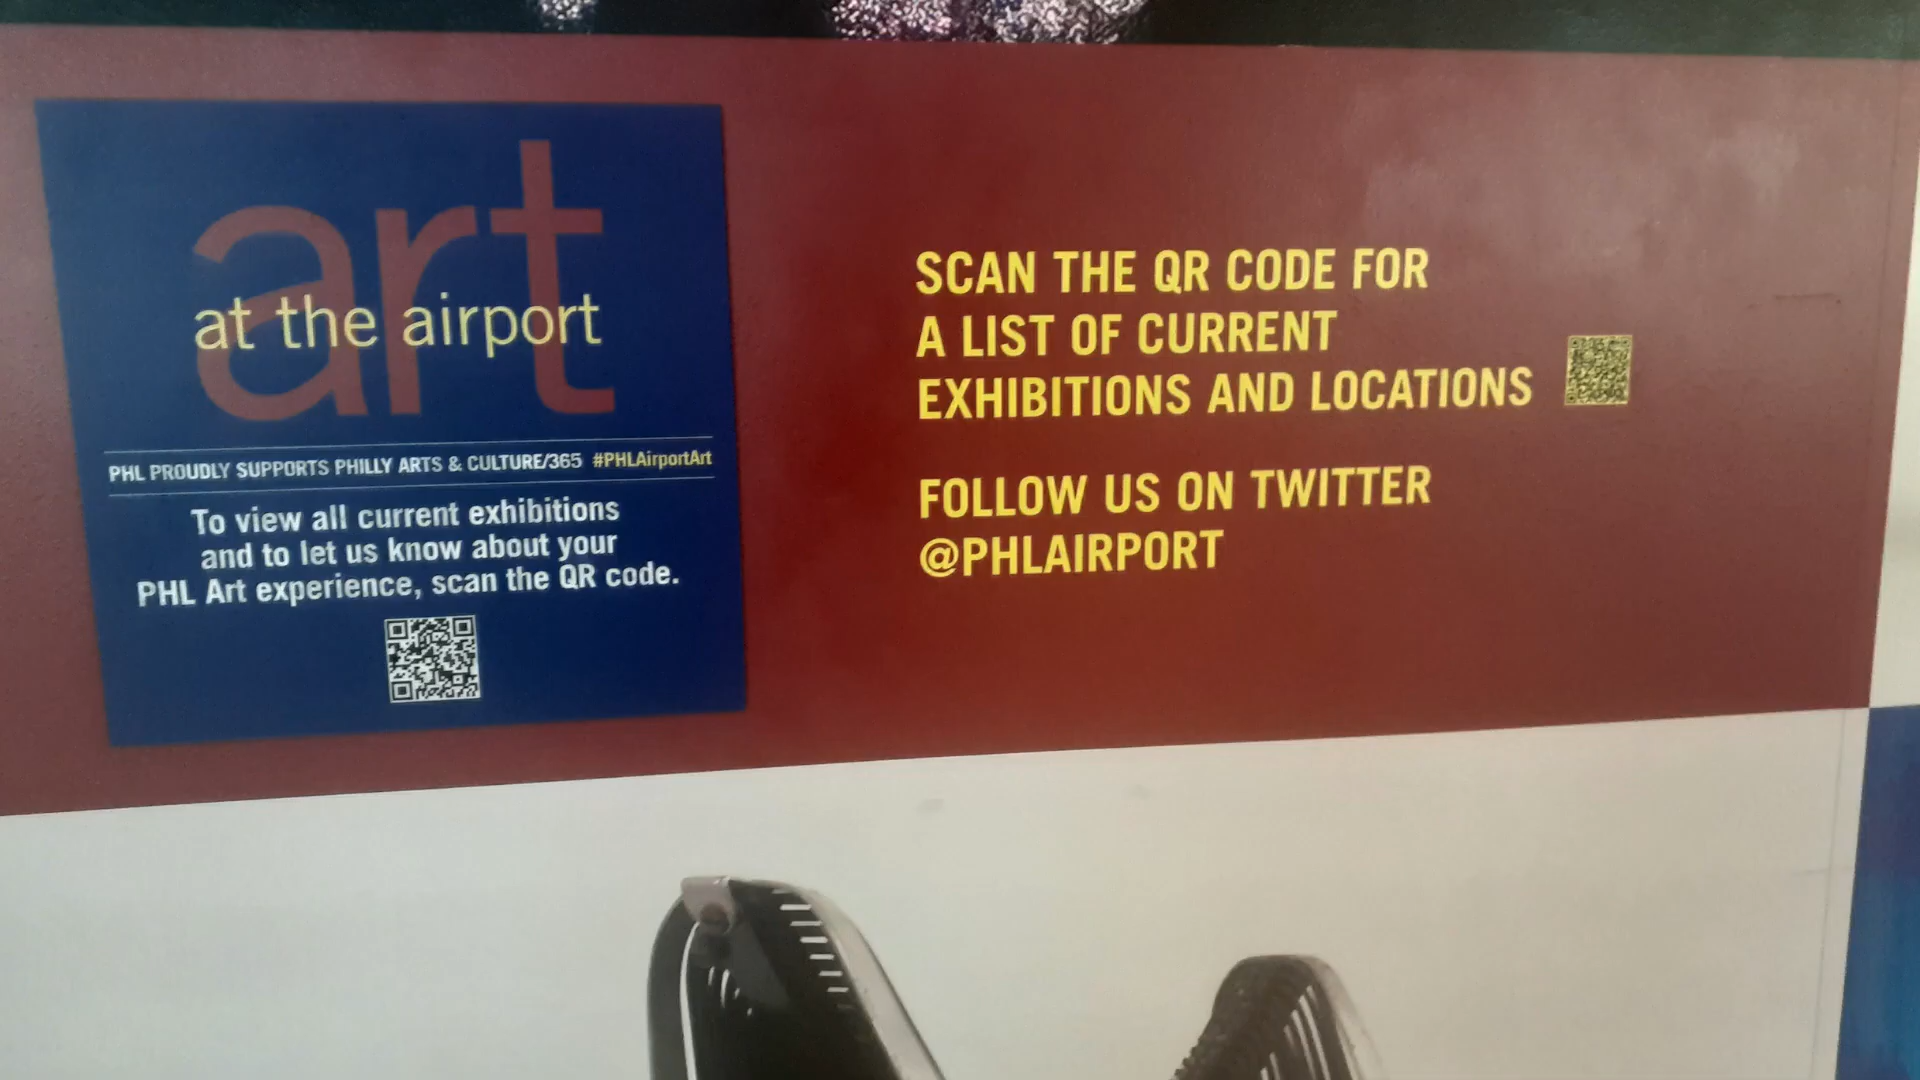 art
at the airport
PHL PROUDLY SUPPORTS PHILLY ARTS & CULTURE/365 #PHLAirportArt
To view all current exhibitions
and to let us know about your
PHL Art experience, scan the QR code.
SCAN THE QR CODE FOR
A LIST OF CURRENT
EXHIBITIONS AND LOCATIONS
FOLLOW US ON TWITTER
@PHLAIRPORT